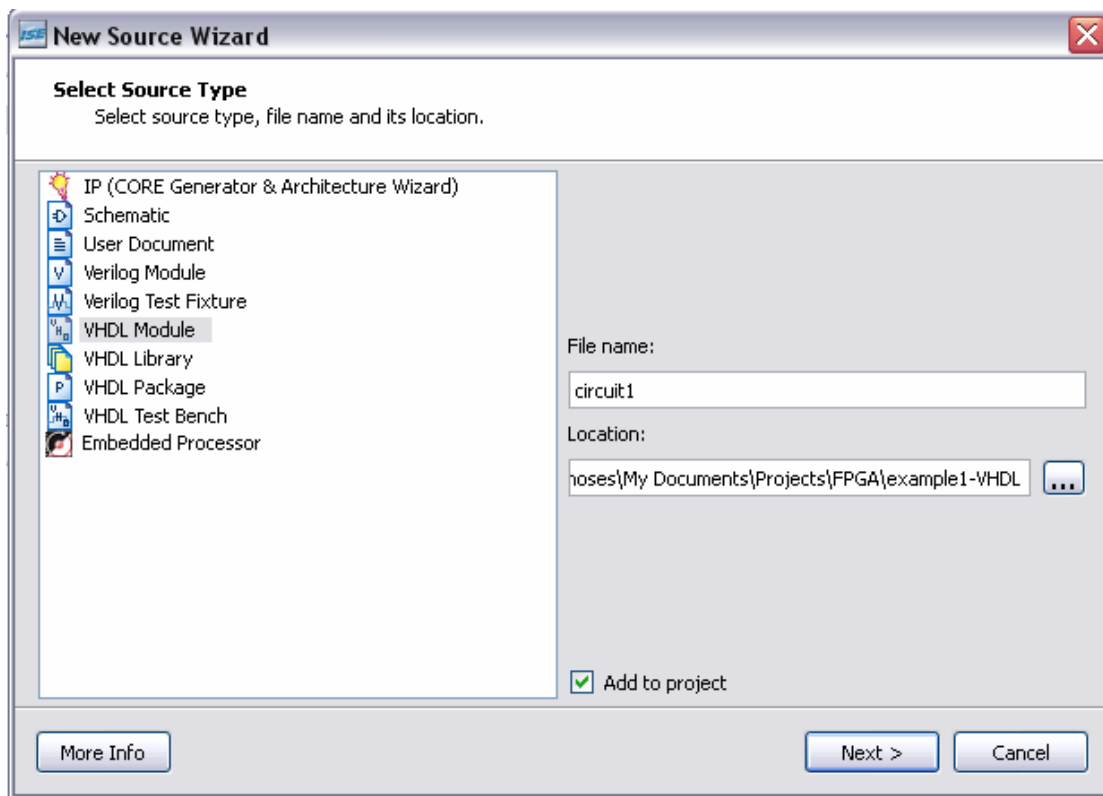 ISE New Source Wizard
Select Source Type
Select source type, file name and its location.
IP (CORE Generator & Architecture Wizard)
Schematic
User Document
Verilog Module
Verilog Test Fixture
VHDL Module
VHDL Library
VHDL Package
VHDL Test Bench
Embedded Processor
File name:
circuit1
Location:
\My Documents\Projects\FPGA\example1-VHDL
...
Add to project
More Info
Next >
Cancel